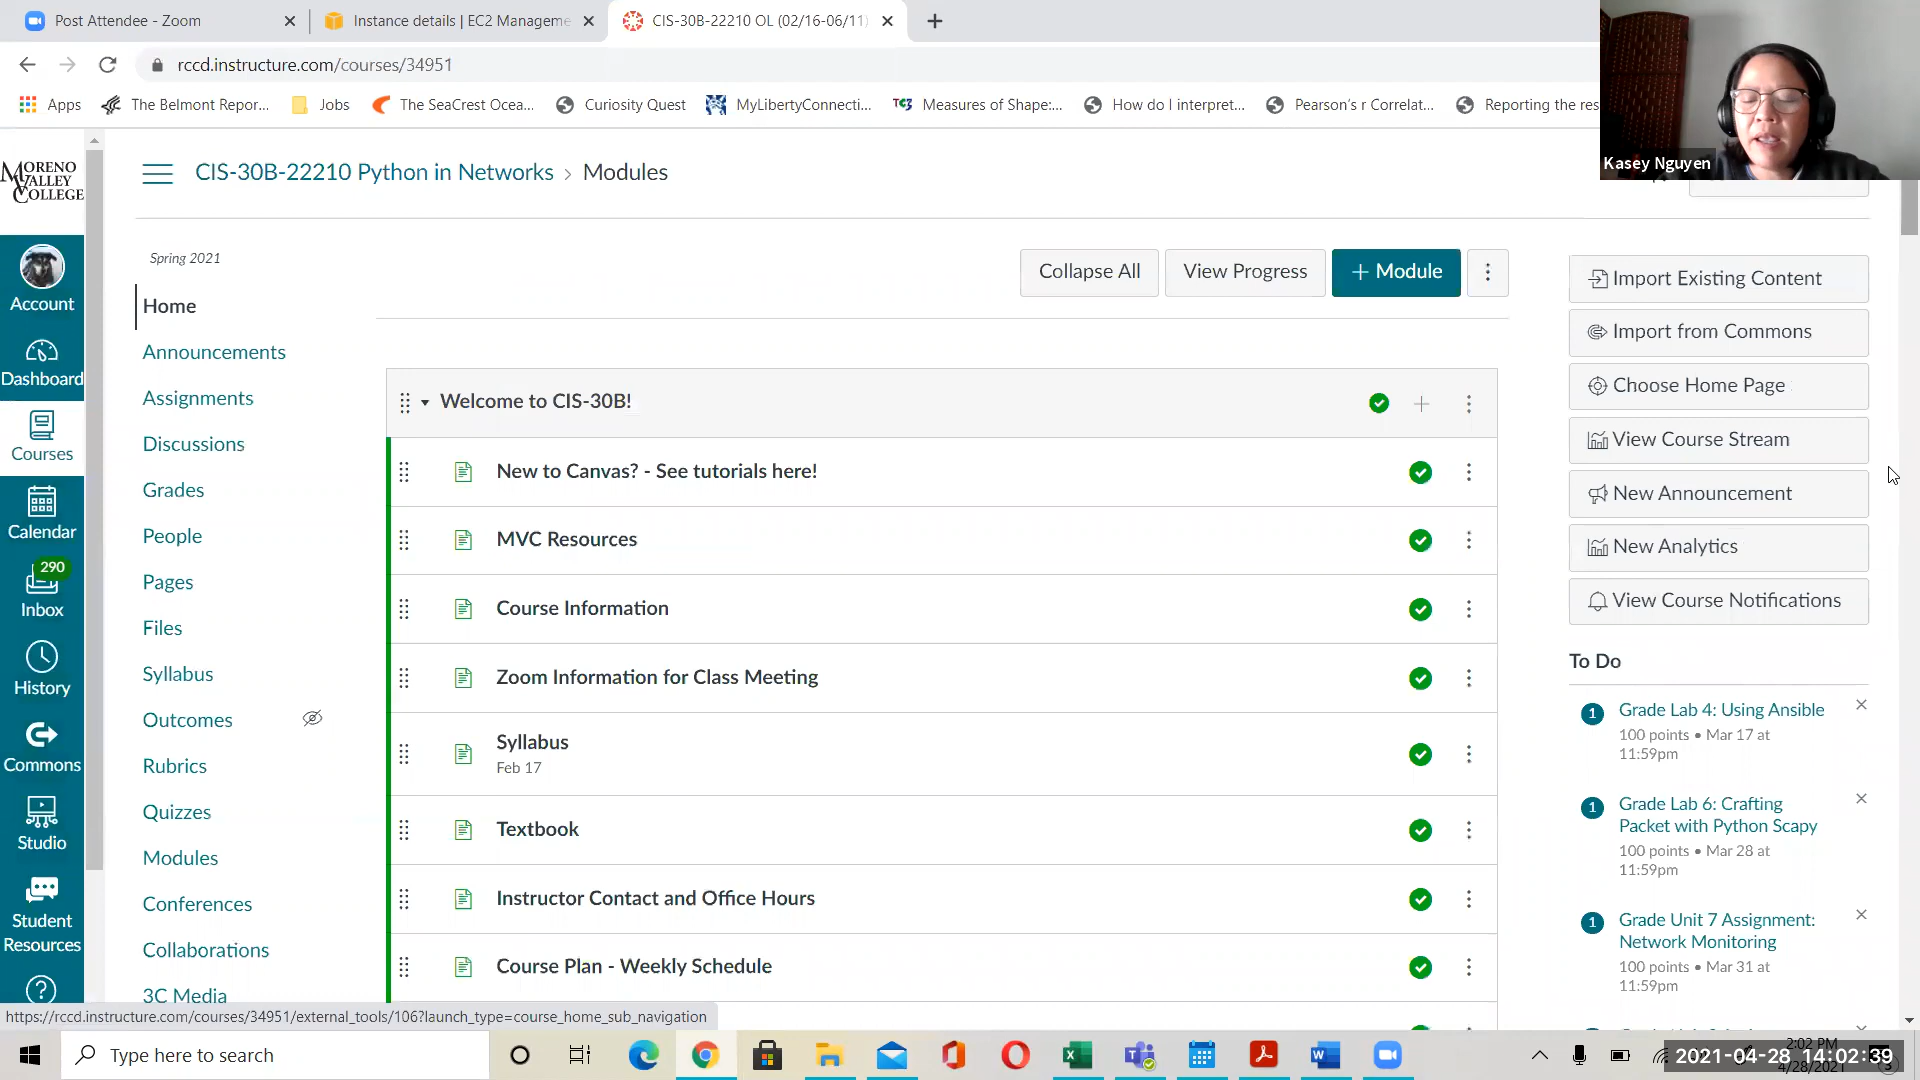 Post Attendee - Zoom
Instance details | EC2 Manageme
CIS-30B-22210 OL (02/16-06/11)
rccd.instructure.com/courses/34951
Apps
The Belmont Repor...
Jobs
The SeaCrest Ocea...
Curiosity Quest
MyLibertyConnecti...
Measures of Shape:...
How do I interpret...
Pearson's r Correlat...
Reporting the res
Kasey Nguyen
MORENO
VALLEY
COLLEGE
CIS-30B-22210 Python in Networks › Modules
Spring 2021
Collapse All
View Progress
+ Module
Account
Dashboard
Courses
Calendar
290
Inbox
History
Commons
Studio
Student
Resources
Home
Announcements
Assignments
Discussions
Grades
People
Pages
Files
Syllabus
Outcomes
Rubrics
Quizzes
Modules
Conferences
Collaborations
3C Media
Welcome to CIS-30B!
New to Canvas? - See tutorials here!
MVC Resources
Course Information
Zoom Information for Class Meeting
Syllabus
Feb 17
Textbook
Instructor Contact and Office Hours
Course Plan - Weekly Schedule
Import Existing Content
Import from Commons
Choose Home Page
View Course Stream
New Announcement
New Analytics
View Course Notifications
To Do
1
Grade Lab 4: Using Ansible
100 points • Mar 17 at
11:59pm
1
Grade Lab 6: Crafting
Packet with Python Scapy
100 points • Mar 28 at
11:59pm
1
Grade Unit 7 Assignment:
Network Monitoring
100 points • Mar 31 at
11:59pm
https://rccd.instructure.com/courses/34951/external_tools/106?launch_type=course_home_sub_navigation
Type here to search
2:02 PM
2021-04-28 14:02:39
4/28/2021